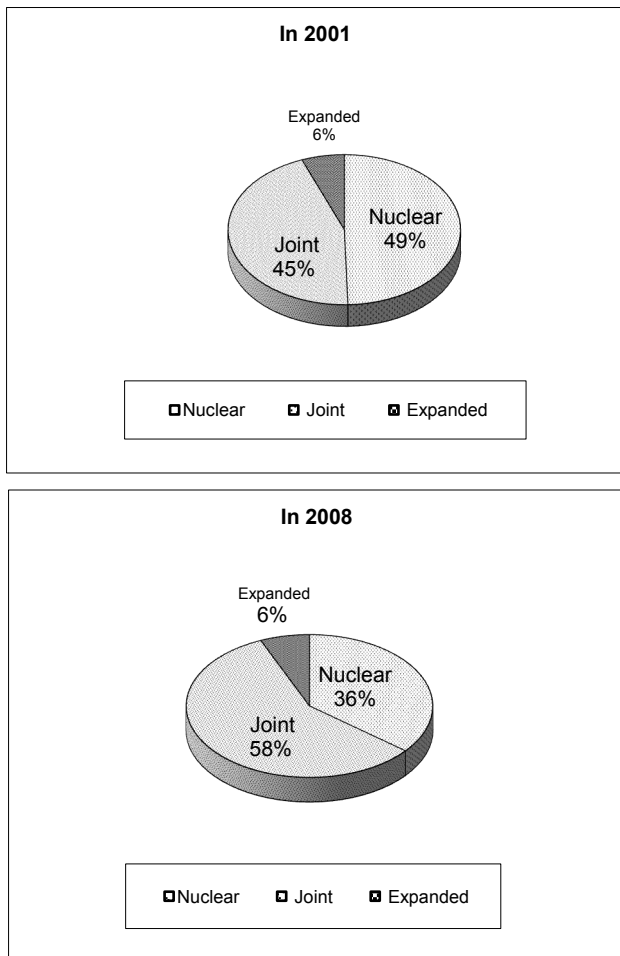 In 2001
Expanded
6%
Nuclear
49%
Joint
45%
Nuclear Joint Expanded
In 2008
Expanded
6%
Nuclear
36%
Joint
58%
Nuclear Joint Expanded